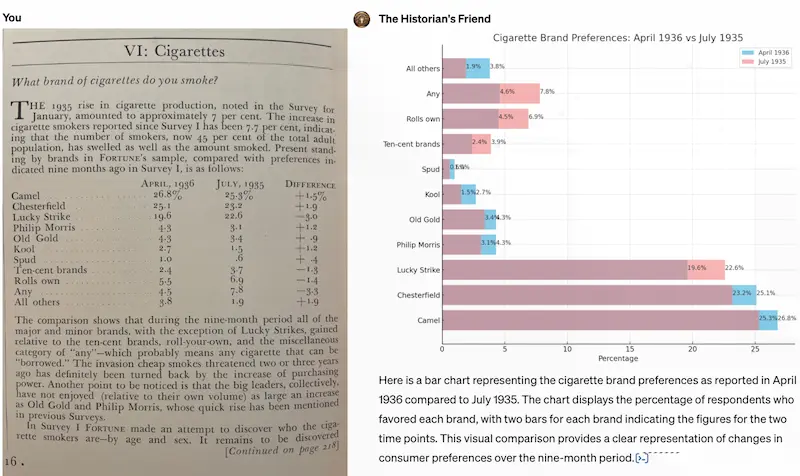 You
VI: Cigarettes
What brand of cigarettes do you smoke?
THE 1935 rise in cigarette production, noted in the Survey for
January, amounted to approximately 7 per cent. The increase in
cigarette smokers reported since Survey I has been 7.7 per cent, indicat-
ing that the number of smokers, now 45 per cent of the total adult
population, has swelled as well as the amount smoked. Present stand-
ing by brands in FORTUNE's sample, compared with preferences in-
dicated nine months ago in Survey I, is as follows:
APRIL, 1936 JULY, 1935 DIFFERENCE
Camel 26.8% 25.3% +1.5%
Chesterfield 25.1 23.2 +1.9
Lucky Strike 19.6 22.6 −3.0
Philip Morris 4.3 3.1 +1.2
Old Gold 4.3 3.4 + .9
Kool 2.7 1.5 +1.2
Spud 1.0 .6 + .4
Ten-cent brands 2.4 3.7 −1.3
Rolls own 5.5 6.9 −1.4
Any 4.5 7.8 −3.3
All others 3.8 1.9 +1.9
The comparison shows that during the nine-month period all of the
major and minor brands, with the exception of Lucky Strikes, gained
relative to the ten-cent brands, roll-your-own, and the miscellaneous
category of "any"—which probably means any cigarette that can be
"borrowed." The invasion cheap smokes threatened two or three years
ago has definitely been turned back by the increase of purchasing
power. Another point to be noticed is that the big leaders, collectively,
have not enjoyed (relative to their own volume) as large an increase
as Old Gold and Philip Morris, whose quick rise has been mentioned
in previous Surveys.
In Survey I FORTUNE made an attempt to discover who the ciga-
rette smokers are—by age and sex. It remains to be discovered
[Continued on page 218]
16 .
The Historian's Friend
Cigarette Brand Preferences: April 1936 vs July 1935
April 1936
July 1935
All others 1.9% 3.8%
Any 4.6% 7.8%
Rolls own 4.5% 6.9%
Ten-cent brands 2.4% 3.9%
Spud
Kool 1.5% 2.7%
Old Gold 3.4% 4.3%
Philip Morris 3.1% 4.3%
Lucky Strike 19.6% 22.6%
Chesterfield 23.2% 25.1%
Camel 25.3% 26.8%
0 5 10 15 20 25
Percentage
Here is a bar chart representing the cigarette brand preferences as reported in April
1936 compared to July 1935. The chart displays the percentage of respondents who
favored each brand, with two bars for each brand indicating the figures for the two
time points. This visual comparison provides a clear representation of changes in
consumer preferences over the nine-month period. [>-]